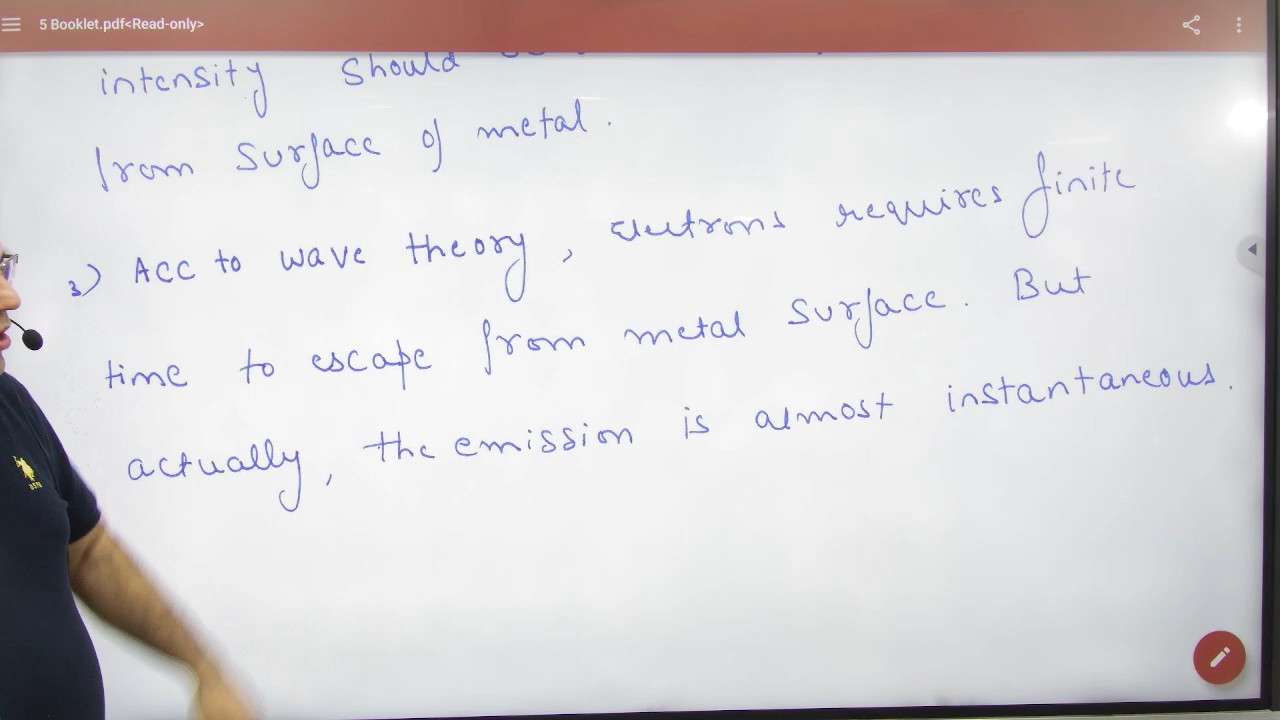 5 Booklet.pdf<Read-only>
intensity should
from surface of metal.
3) Acc to wave theory, Electrons requires finite
time to escape from metal surface. But
actually, the emission is almost instantaneous.